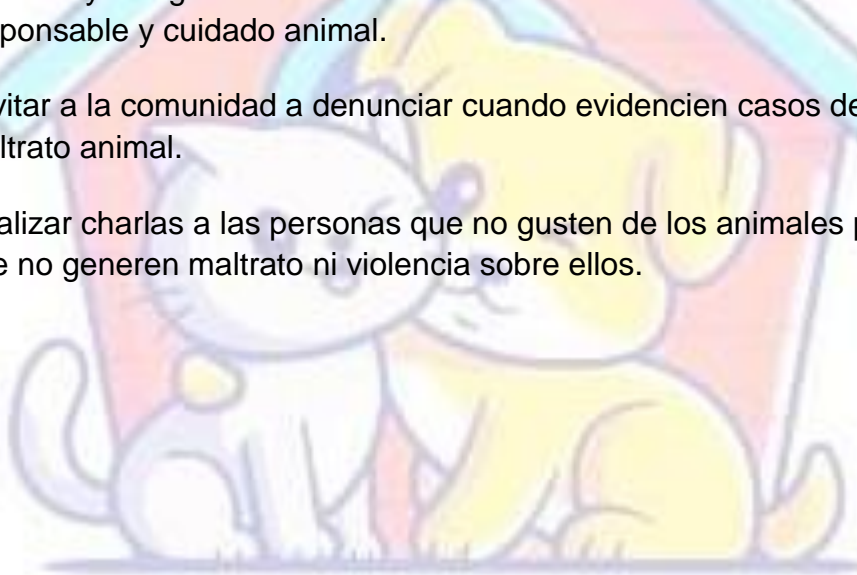 ponsable y cuidado animal.
vitar a la comunidad a denunciar cuando evidencien casos de
ltrato animal.
alizar charlas a las personas que no gusten de los animales p
e no generen maltrato ni violencia sobre ellos.